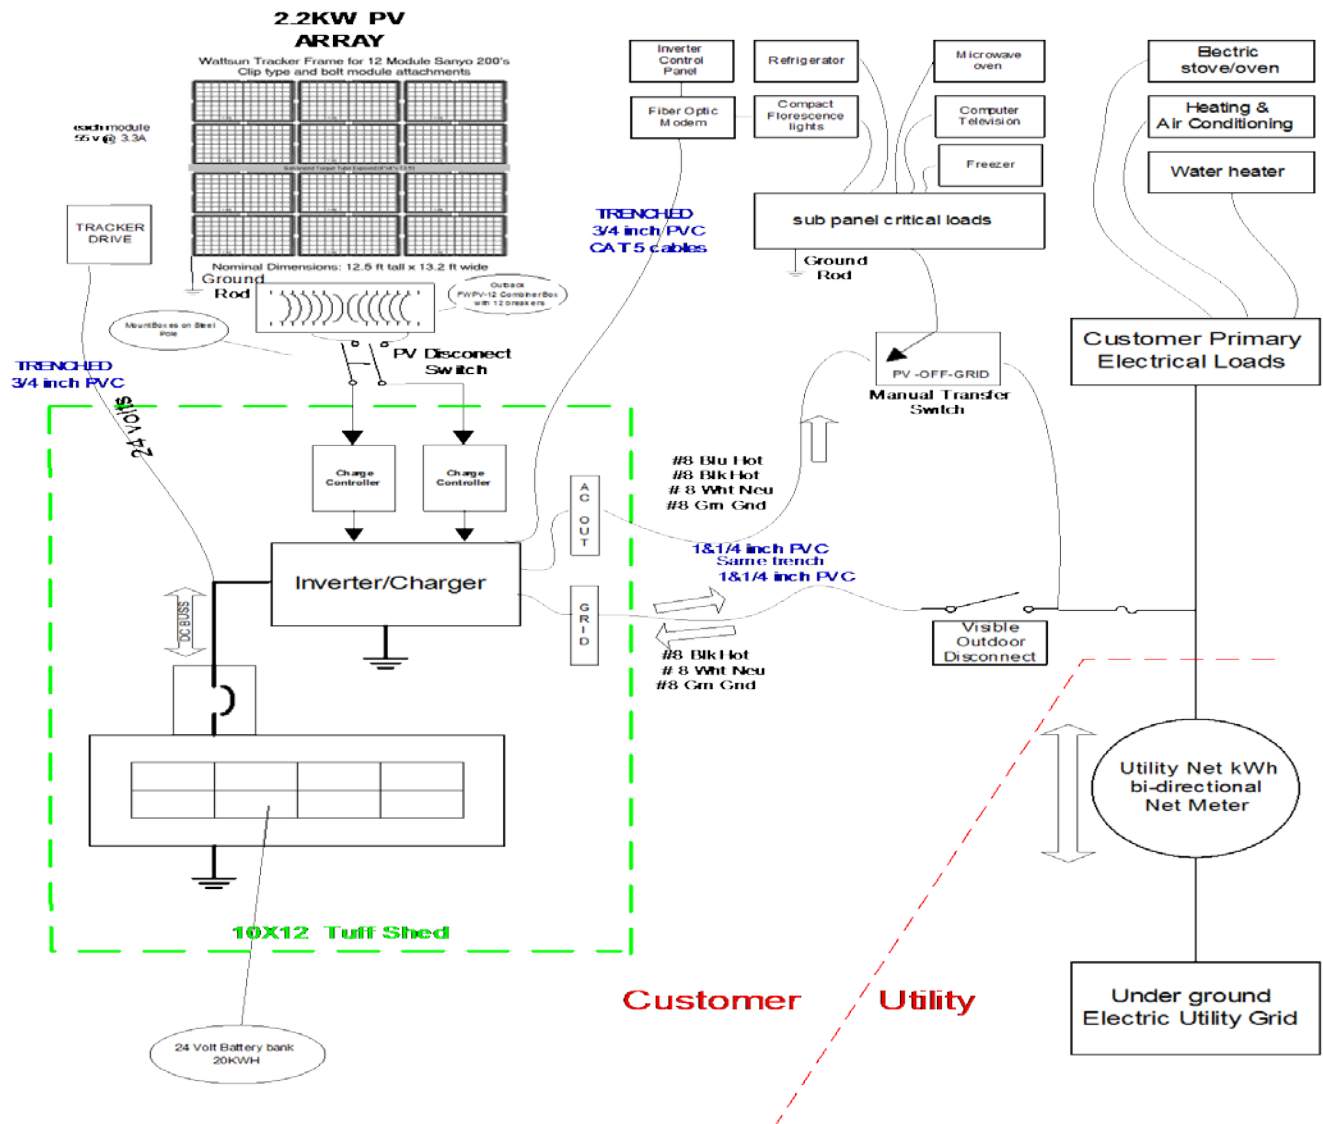 2.2KW PV
ARRAY
Wattsun Tracker Frame for 12 Module Sanyo 200's
Clip type and bolt module attachments
each module
55 v @ 3.3A
TRACKER
DRIVE
Nominal Dimensions: 12.5 ft tall x 13.2 ft wide
Ground
Rod
Outback
PWPV-12 Combiner Box
with 12 breakers
Mount Boxes on Steel
Pole
PV Disconect
Switch
TRENCHED
3/4 inch PVC
24 volts
Charge
Controller
Charge
Controller
Inverter/Charger
DC BUSS
AC OUT
GRID
10X12 Tuff Shed
24 Volt Battery bank
20KWH
Inverter
Control
Panel
Fiber Optic
Modem
Refrigerator
Compact
Florescence
lights
Microwave
oven
Computer
Television
Freezer
TRENCHED
3/4 inch PVC
CAT 5 cables
sub panel critical loads
Ground
Rod
PV -OFF-GRID
Manual Transfer
Switch
#8 Blu Hot
#8 Blk Hot
# 8 Wht Neu
#8 Grn Gnd
1&1/4 inch PVC
Same trench
1&1/4 inch PVC
#8 Blk Hot
# 8 Wht Neu
#8 Grn Gnd
Visible
Outdoor
Disconnect
Electric
stove/oven
Heating &
Air Conditioning
Water heater
Customer Primary
Electrical Loads
Utility Net kWh
bi-directional
Net Meter
Customer
Utility
Under ground
Electric Utility Grid